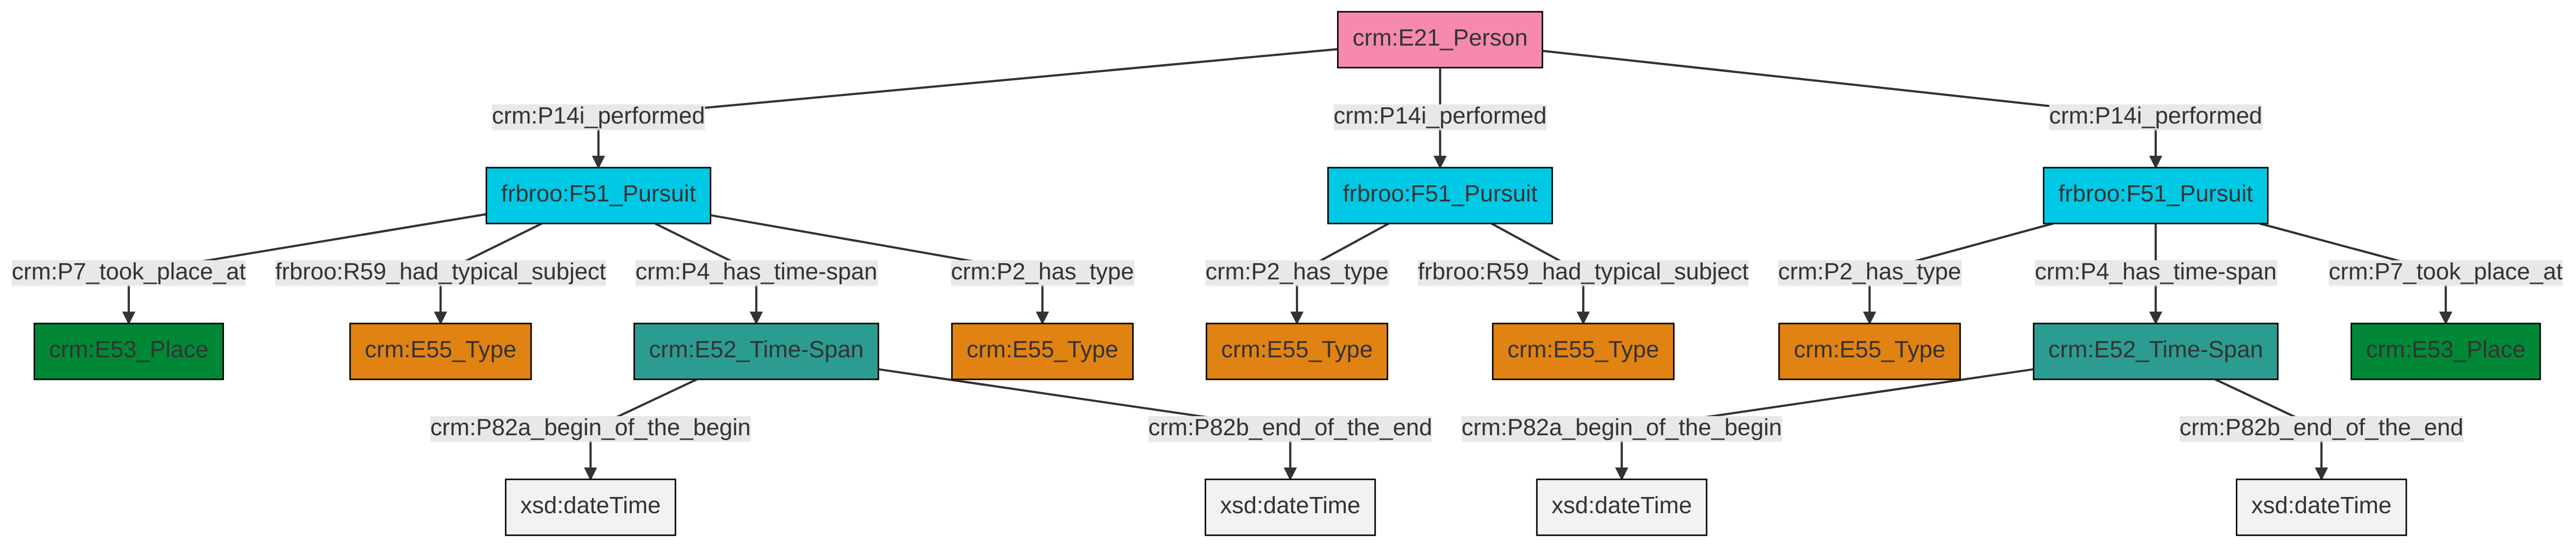 crm:E21_Person
crm:P14i_performed
crm:P14i_performed
crm:P14i_performed
frbroo:F51_Pursuit
frbroo:F51_Pursuit
frbroo:F51_Pursuit
crm:P7_took_place_at
frbroo:R59_had_typical_subject
crm:P4_has_time-span
crm:P2_has_type
crm:P2_has_type
frbroo:R59_had_typical_subject
crm:P2_has_type
crm:P4_has_time-span
crm:P7_took_place_at
crm:E53_Place
crm:E55_Type
crm:E52_Time-Span
crm:E55_Type
crm:E55_Type
crm:E55_Type
crm:E55_Type
crm:E52_Time-Span
crm:E53_Place
crm:P82a_begin_of_the_begin
crm:P82b_end_of_the_end
crm:P82a_begin_of_the_begin
crm:P82b_end_of_the_end
xsd:dateTime
xsd:dateTime
xsd:dateTime
xsd:dateTime